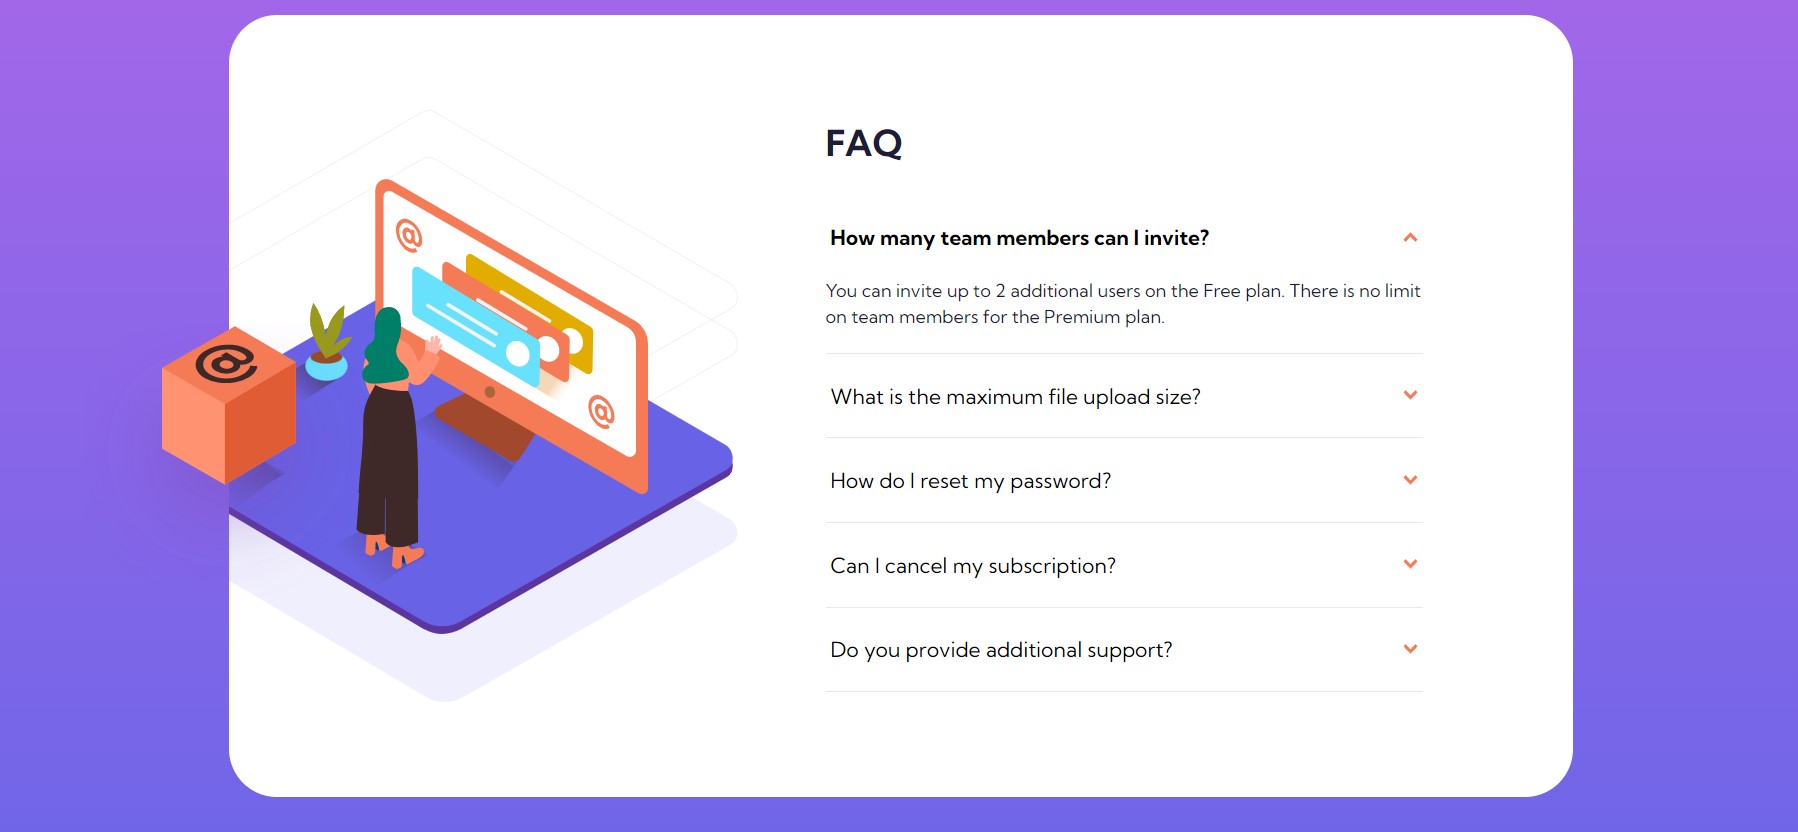 FAQ
How many team members can I invite?
You can invite up to 2 additional users on the Free plan. There is no limit
on team members for the Premium plan.
What is the maximum file upload size?
How do I reset my password?
Can I cancel my subscription?
Do you provide additional support?
@
@
@